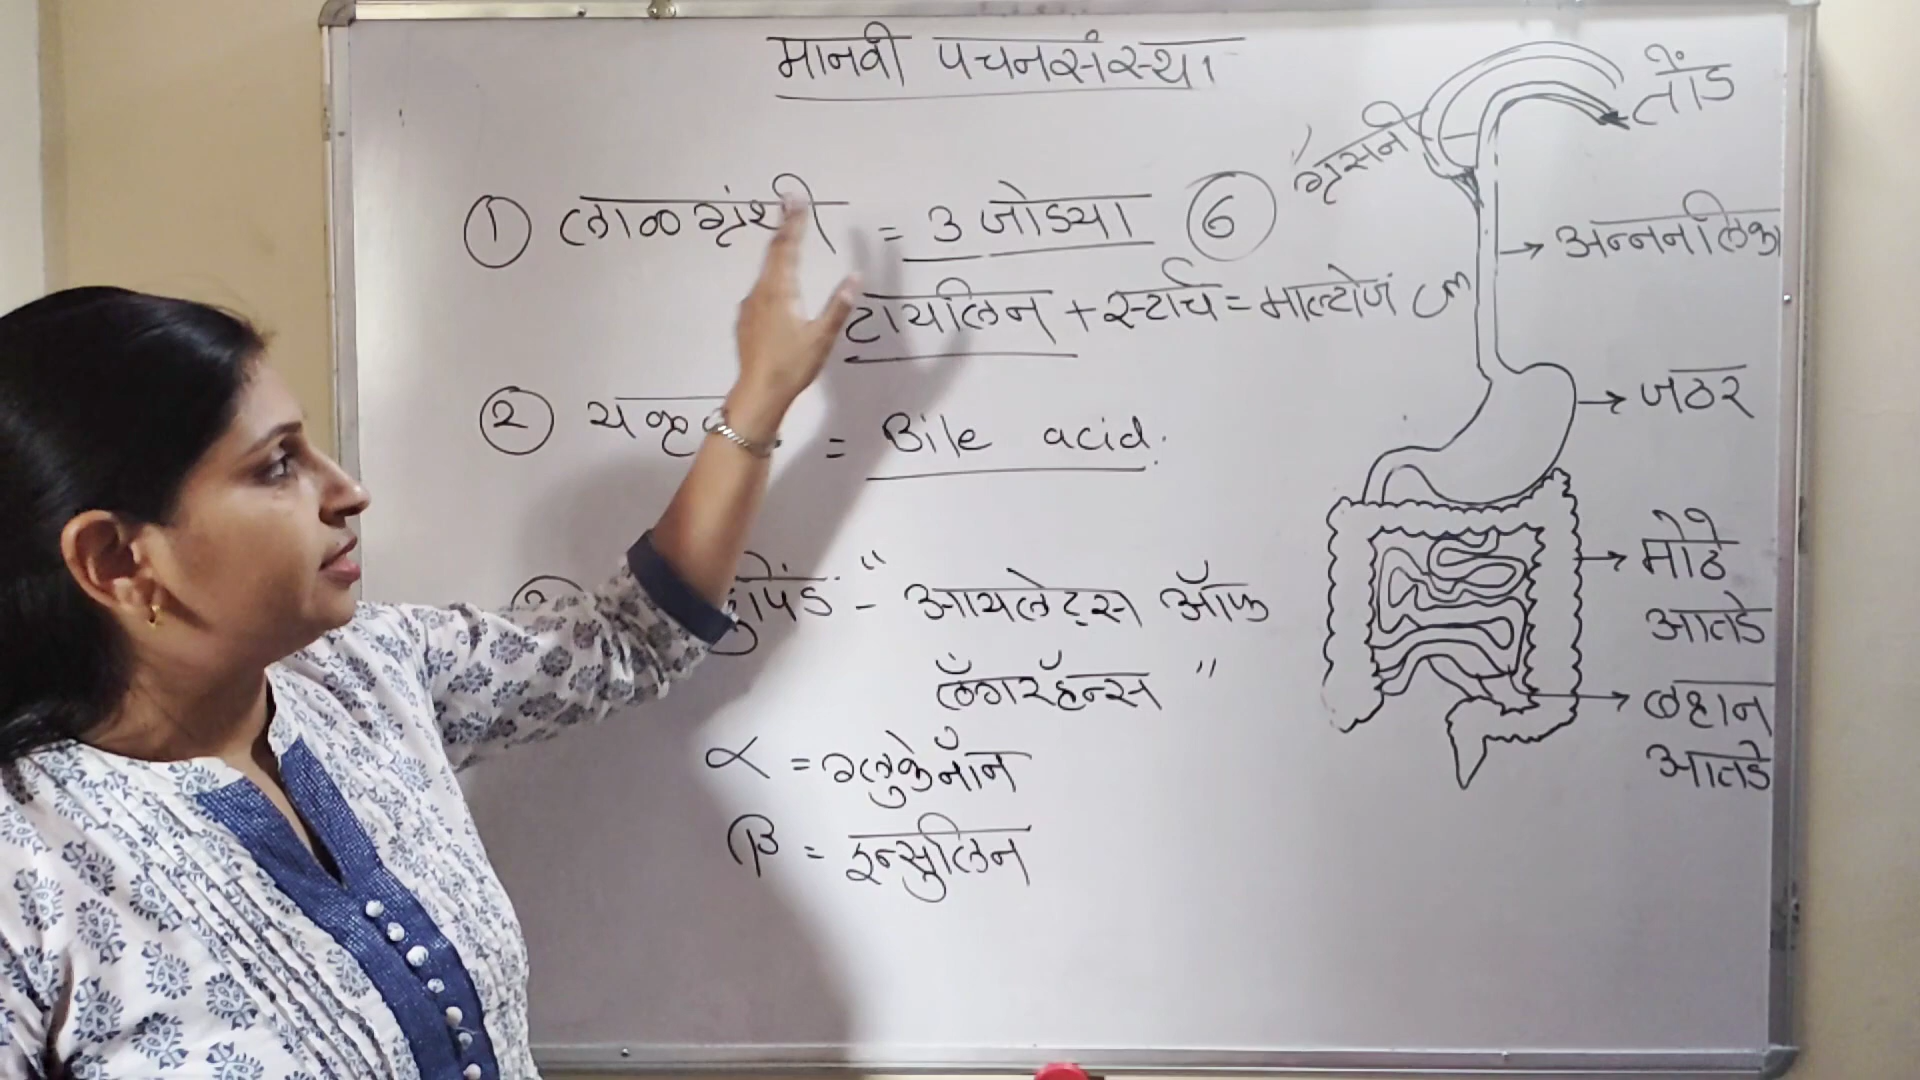 मानवी पचनसंस्था
① लाळग्रंथी = 3 जोड्या ⑥
टायलिन + स्टार्च = माल्टोज
② = Bile acid.
"आयलेट्स ऑफ
लँगरहॅन्स"
α = ग्लुकेगॉन
β = इन्सुलिन
तोंड
ग्रसनी
अन्ननलिका
जठर
मोठे
आतडे
लहान
आतडे